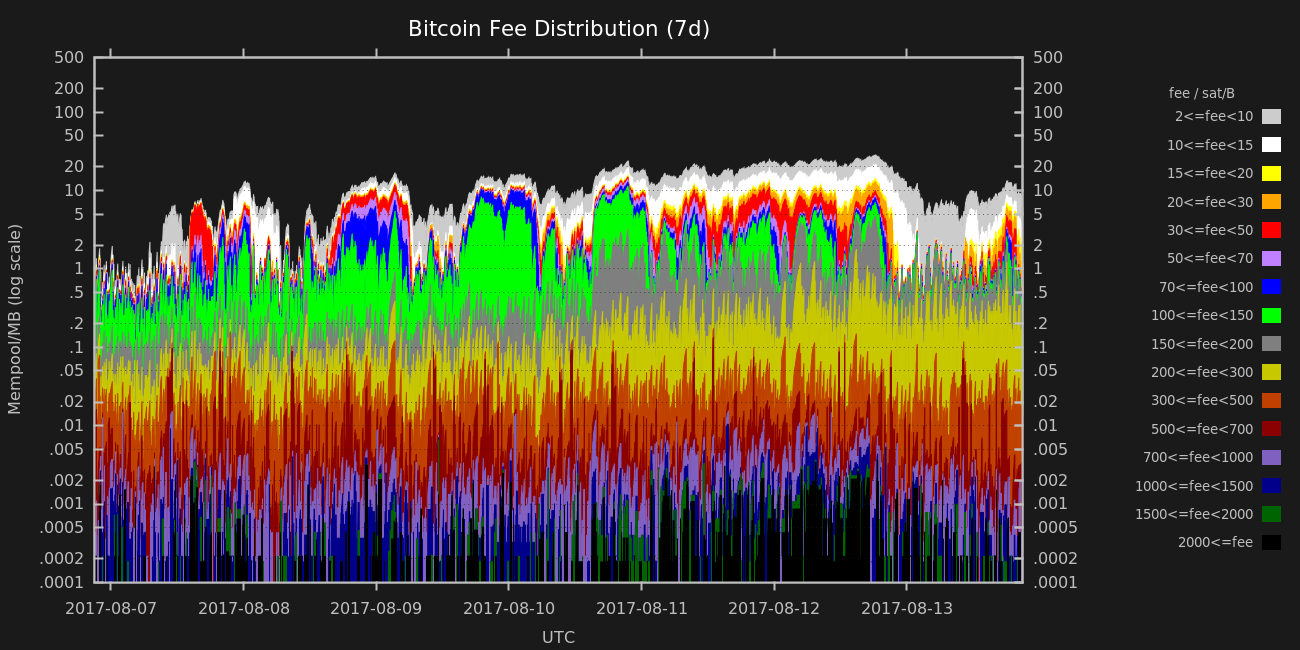 Bitcoin Fee Distribution (7d)
500
200
100
50
20
10
5
2
1
.5
.2
.1
.05
.02
.01
.005
.002
.001
.0005
.0002
.0001
Mempool/MB (log scale)
500
200
100
50
20
10
5
2
1
.5
.2
.1
.05
.02
.01
.005
.002
.001
.0005
.0002
.0001
2017-08-07 2017-08-08 2017-08-09 2017-08-10 2017-08-11 2017-08-12 2017-08-13
UTC
fee / sat/B
2<=fee<10
10<=fee<15
15<=fee<20
20<=fee<30
30<=fee<50
50<=fee<70
70<=fee<100
100<=fee<150
150<=fee<200
200<=fee<300
300<=fee<500
500<=fee<700
700<=fee<1000
1000<=fee<1500
1500<=fee<2000
2000<=fee